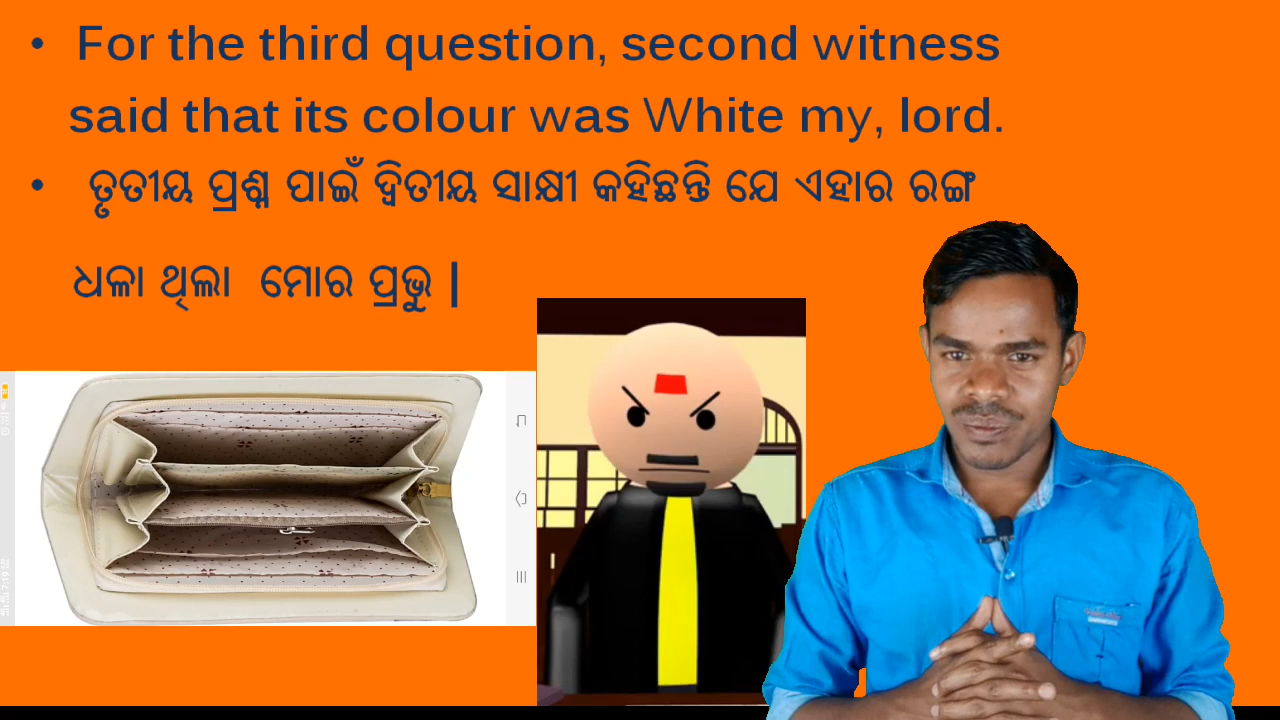 • For the third question, second witness
said that its colour was White my, lord.
• ତୃତୀୟ ପ୍ରଶ୍ନ ପାଇଁ ଦ୍ୱିତୀୟ ସାକ୍ଷୀ କହିଛନ୍ତି ଯେ ଏହାର ରଙ୍ଗ
ଧଳା ଥିଲା ମୋର ପ୍ରଭୁ |